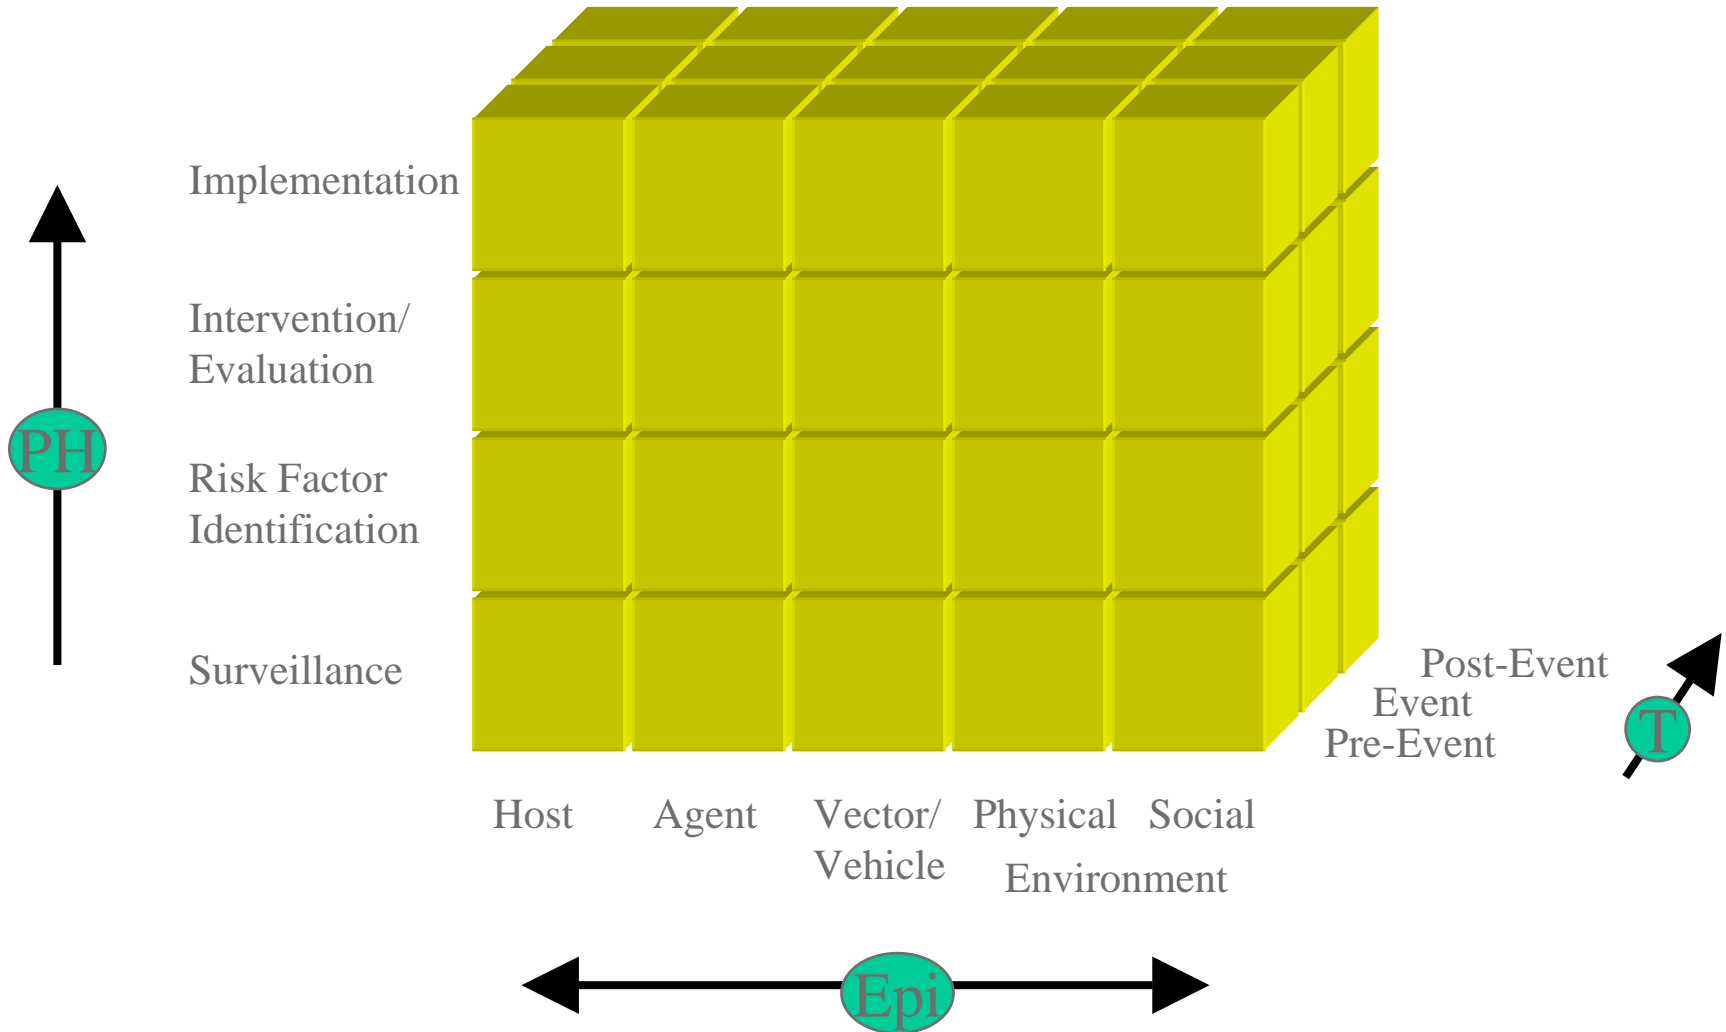 Implementation
Intervention/
Evaluation
PH
Risk Factor
Identification
Surveillance
Post-Event
Event
Pre-Event
T
Host
Agent
Vector/
Vehicle
Physical
Social
Environment
Epi